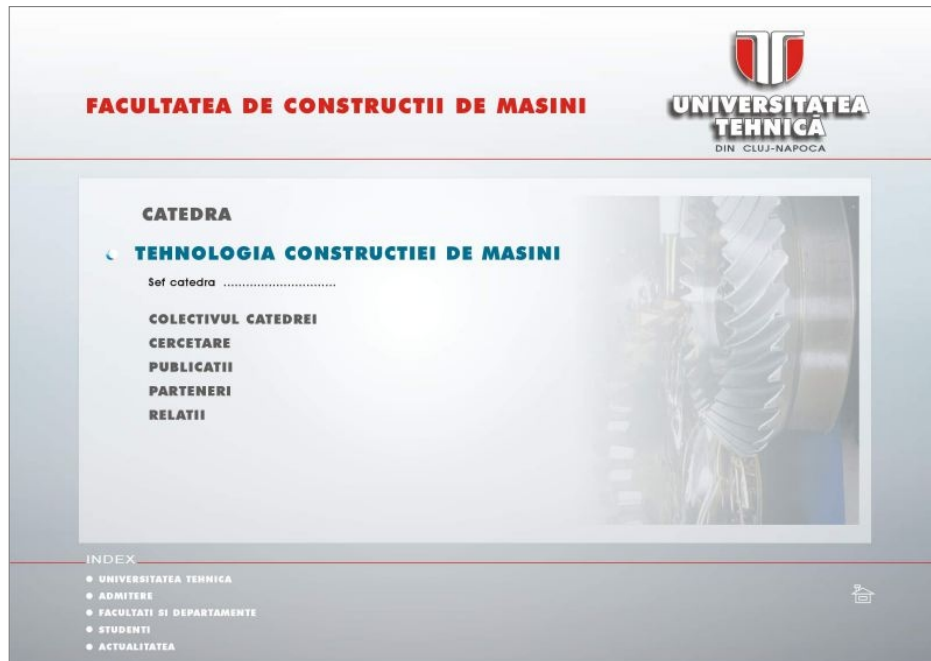 FACULTATEA DE CONSTRUCTII DE MASINI
UNIVERSITATEA
TEHNICĂ
DIN CLUJ-NAPOCA
CATEDRA
TEHNOLOGIA CONSTRUCTIEI DE MASINI
Sef catedra ..............................
COLECTIVUL CATEDREI
CERCETARE
PUBLICATII
PARTENERI
RELATII
INDEX
UNIVERSITATEA TEHNICA
ADMITERE
FACULTATI SI DEPARTAMENTE
STUDENTI
ACTUALITATEA